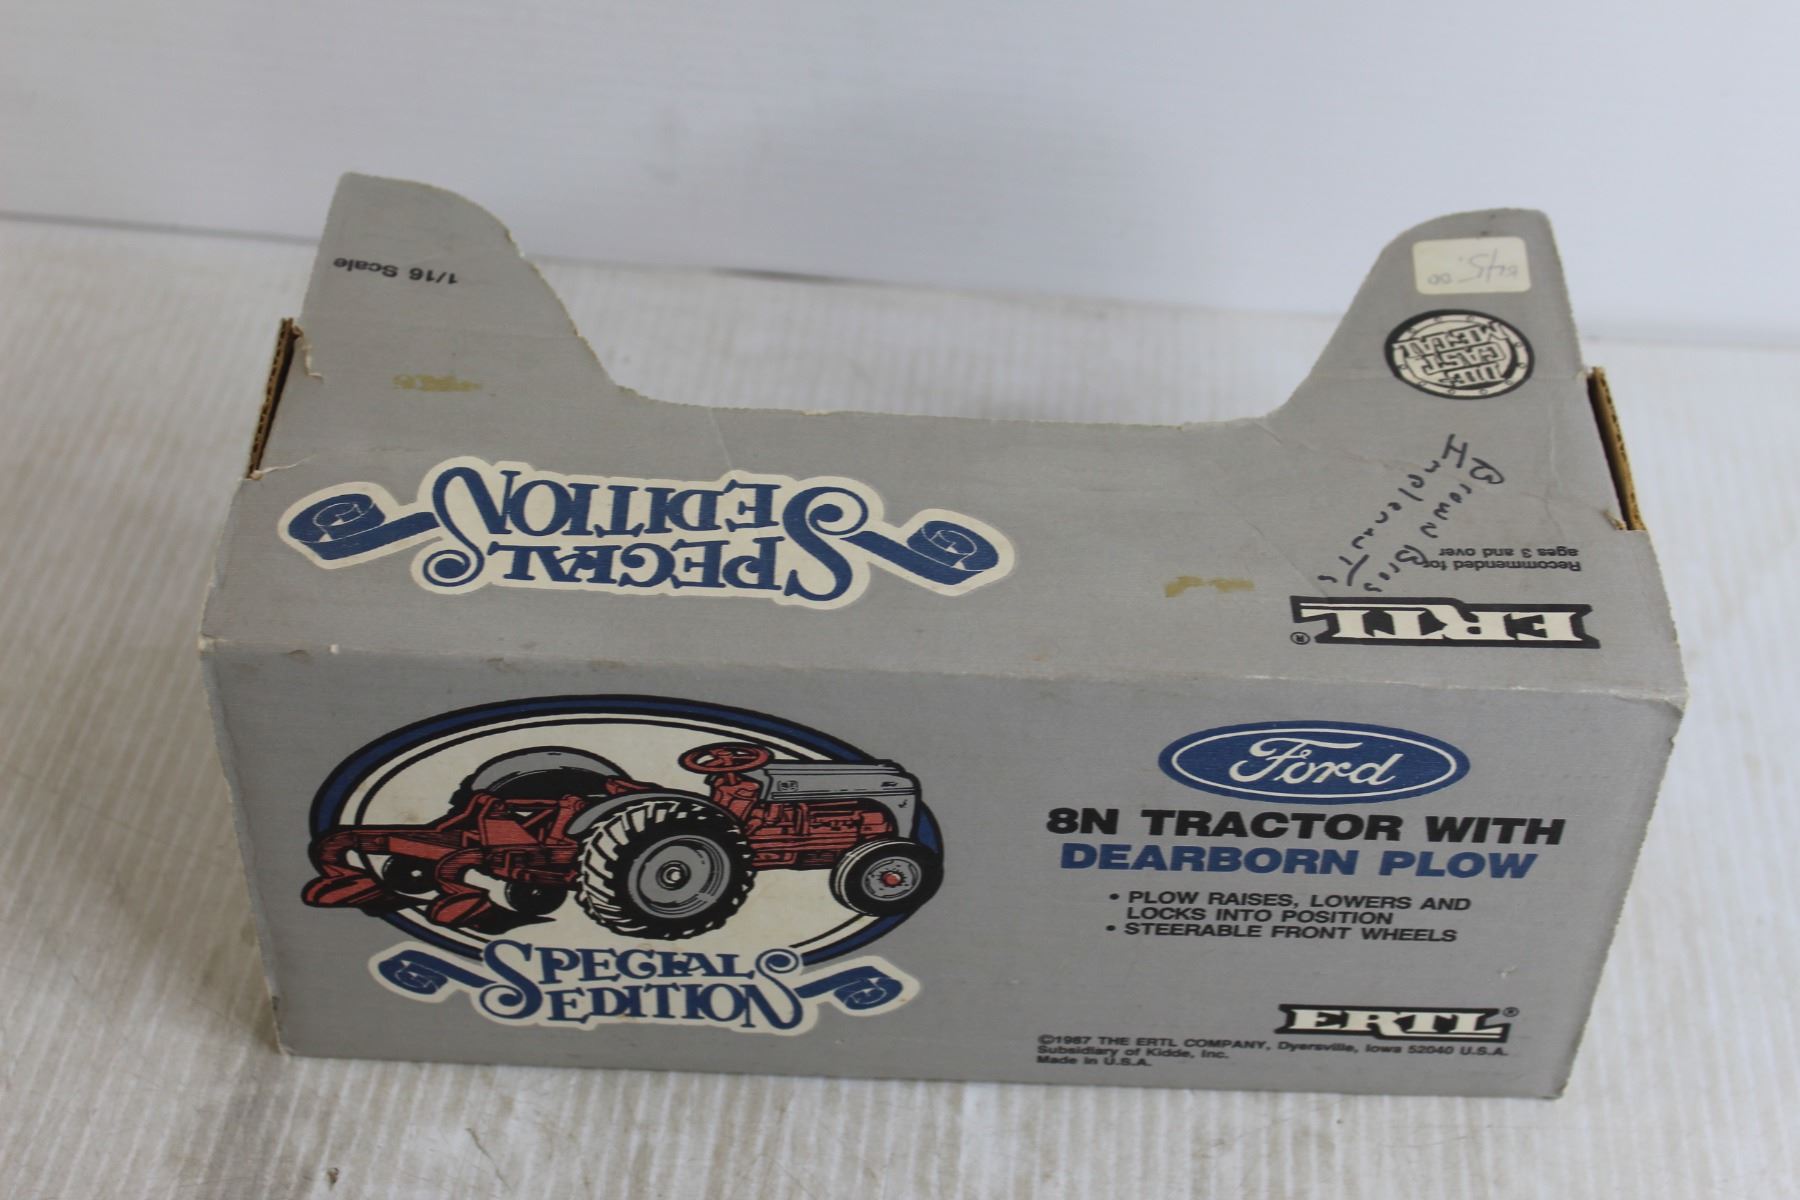 1/16 Scale
DIE
CAST
METAL
Brown Bros
Implements
Recommended for
ages 3 and over
ERTL®
SPECIAL
EDITION
Ford
8N TRACTOR WITH
DEARBORN PLOW
• PLOW RAISES, LOWERS AND
LOCKS INTO POSITION
• STEERABLE FRONT WHEELS
SPECIAL
EDITION
ERTL®
©1987 THE ERTL COMPANY, Dyersville, Iowa 52040 U.S.A.
Subsidiary of Kidde, Inc.
Made in U.S.A.